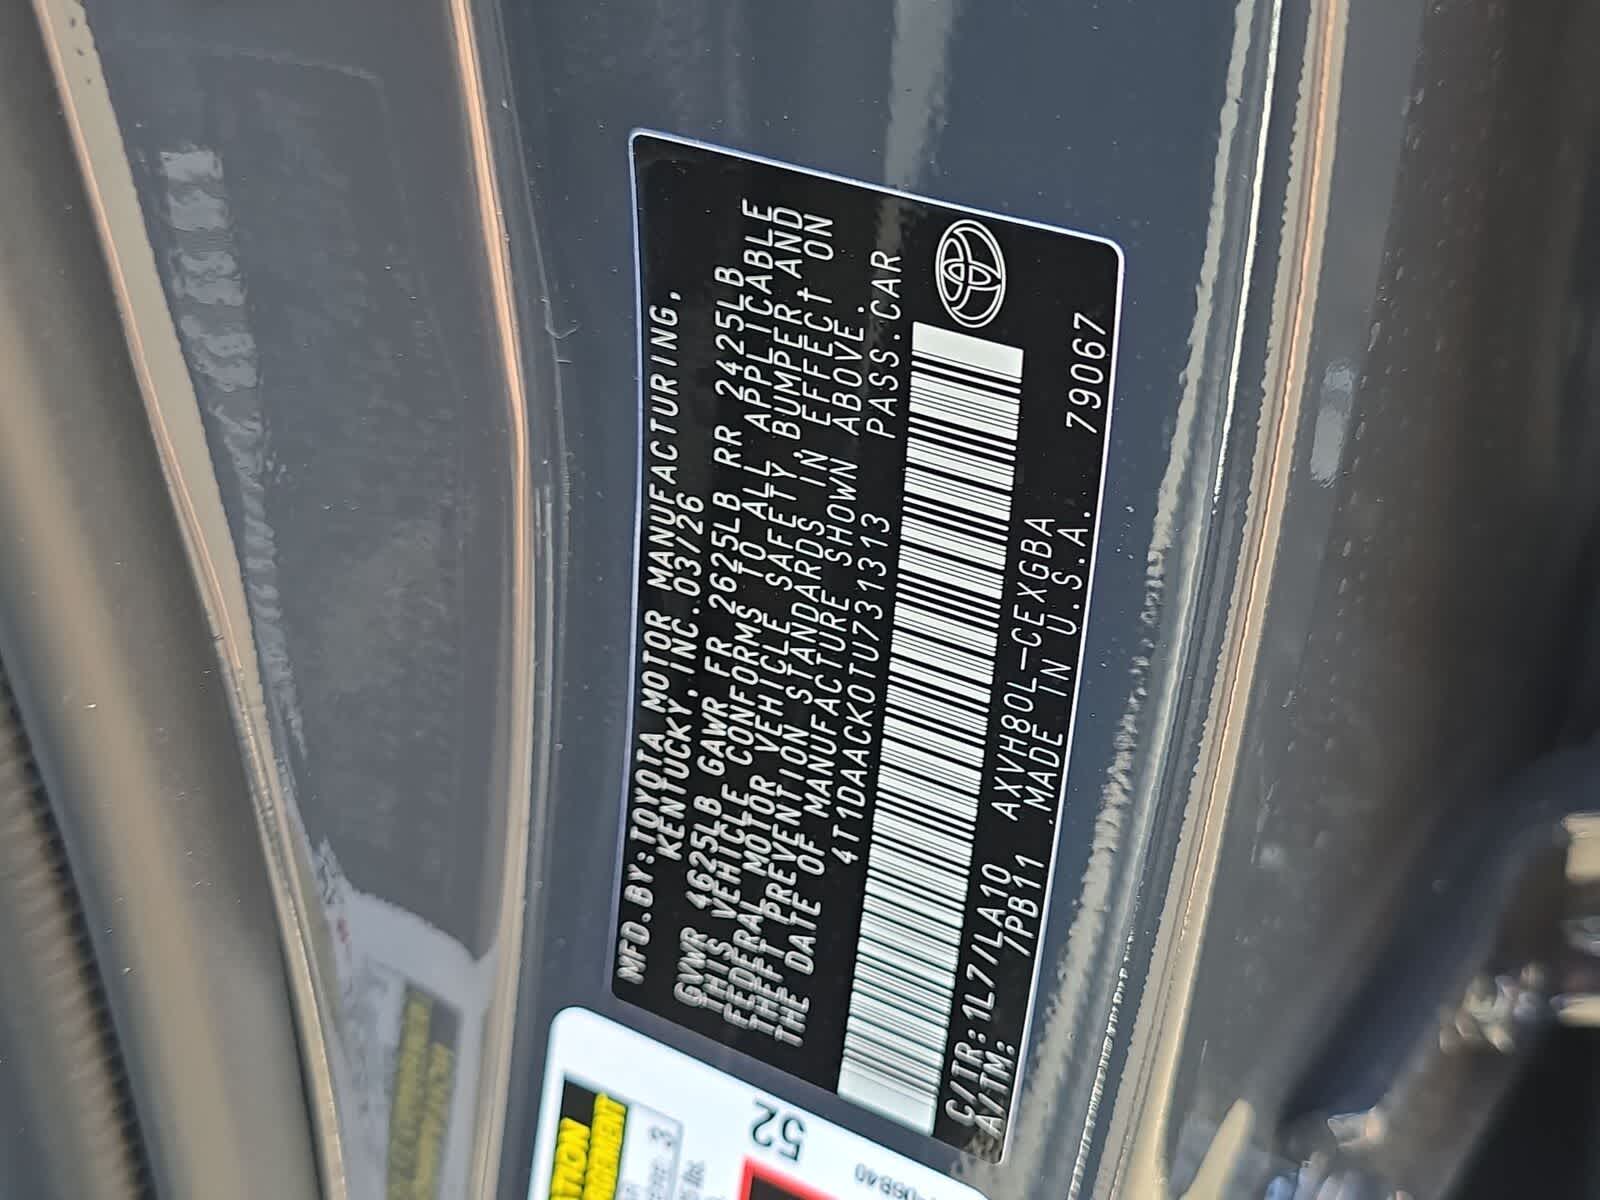 MFD.BY:TOYOTA MOTOR MANUFACTURING,
KENTUCKY,INC.03/26
GVWR 4625LB GAWR FR 2625LB RR 2425LB
THIS VEHICLE CONFORMS TO ALL APPLICABLE
FEDERAL MOTOR VEHICLE SAFETY,BUMPER,AND
THEFT PREVENTION STANDARDS IN EFFECT ON
THE DATE OF MANUFACTURE SHOWN ABOVE.
4T1DAACK0TU731313 PASS.CAR
C/TR:1L7/LA10 AXVH80L-CEXGBA 79067
A/TM: 7PB11 MADE IN U.S.A.
52